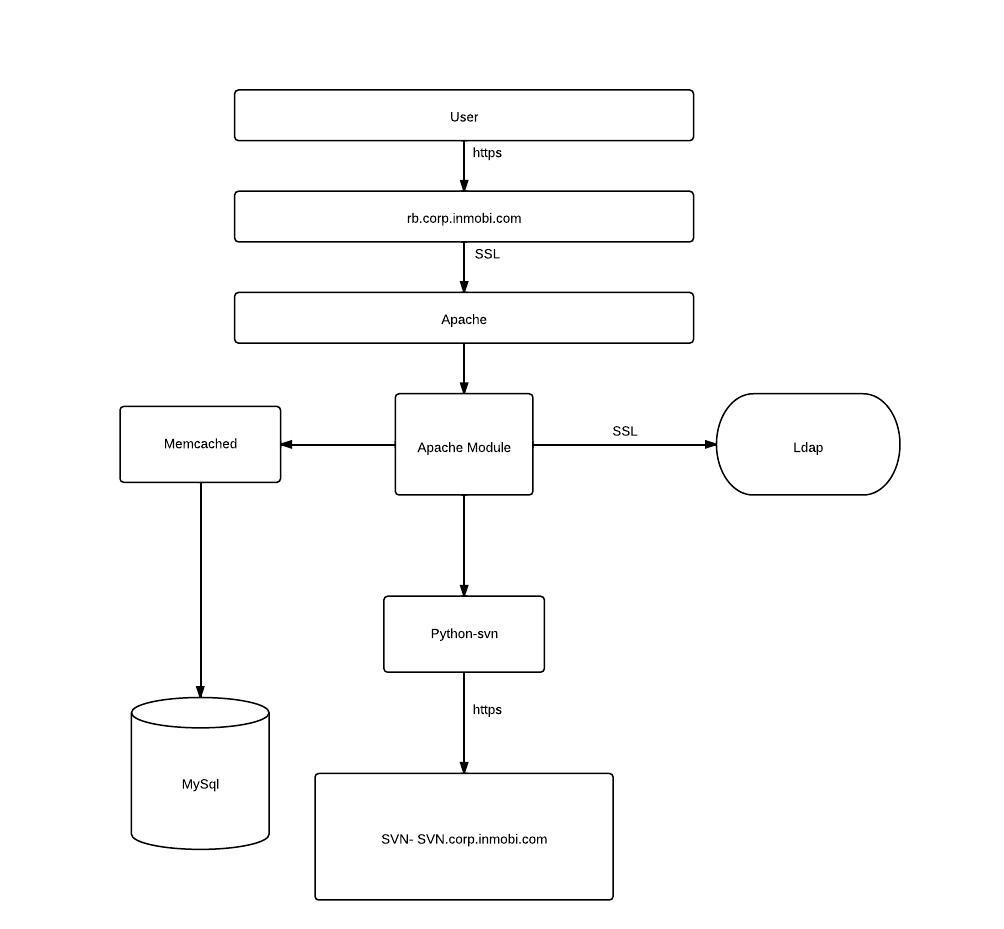 User
https
rb.corp.inmobi.com
SSL
Apache
Memcached
Apache Module
SSL
Ldap
Python-svn
https
MySql
SVN- SVN.corp.inmobi.com